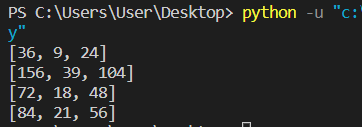 PS C:\Users\User\Desktop> python -u "c:
y"
[36, 9, 24]
[156, 39, 104]
[72, 18, 48]
[84, 21, 56]